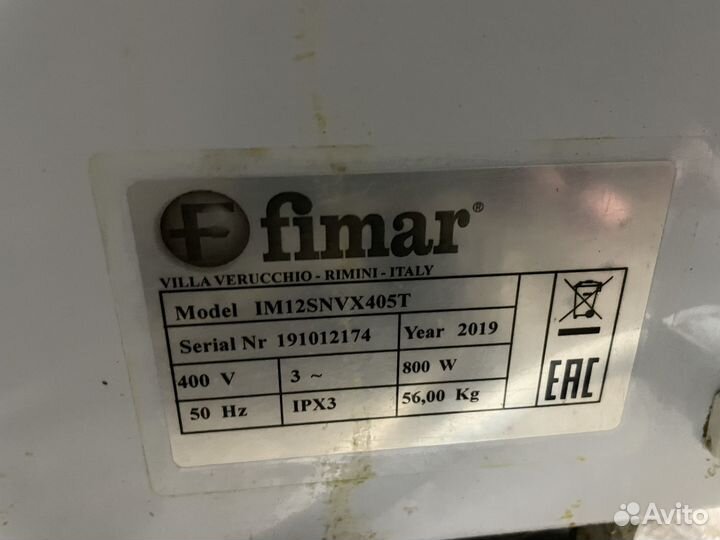 F fimar®
VILLA VERUCCHIO - RIMINI - ITALY
Model IM12SNVX405T
Serial Nr 191012174 Year 2019
400 V 3 ~ 800 W
50 Hz IPX3 56,00 Kg
EAC
Avito